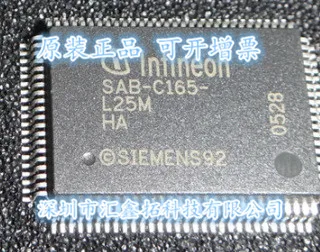 原装正品 可开增票
infineon
SAB-C165-
L25M
HA
0528
©SIEMENS92
深圳市汇鑫拓科技有限公司